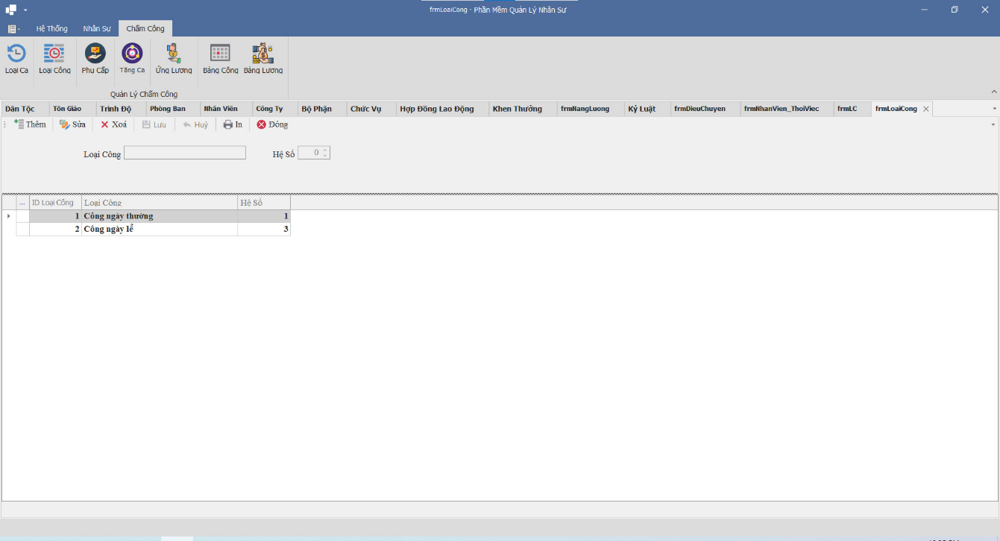 frmLoaiCong - Phần Mềm Quản Lý Nhân Sự
Hệ Thống Nhân Sự Chấm Công
Loại Ca Loại Công Phụ Cấp Tăng Ca Ứng Lương Bảng Công Bảng Lương
Quản Lý Chấm Công
Dân Tộc Tôn Giáo Trình Độ Phòng Ban Nhân Viên Công Ty Bộ Phận Chức Vụ Hợp Đồng Lao Động Khen Thưởng frmNangLuong Kỷ Luật frmDieuChuyen frmNhanVien_ThoiViec frmLC frmLoaiCong
Thêm Sửa Xoá Lưu Huỷ In Đóng
Loại Công Hệ Số 0
... ID Loại Công Loại Công Hệ Số
1 Công ngày thường 1
2 Công ngày lễ 3